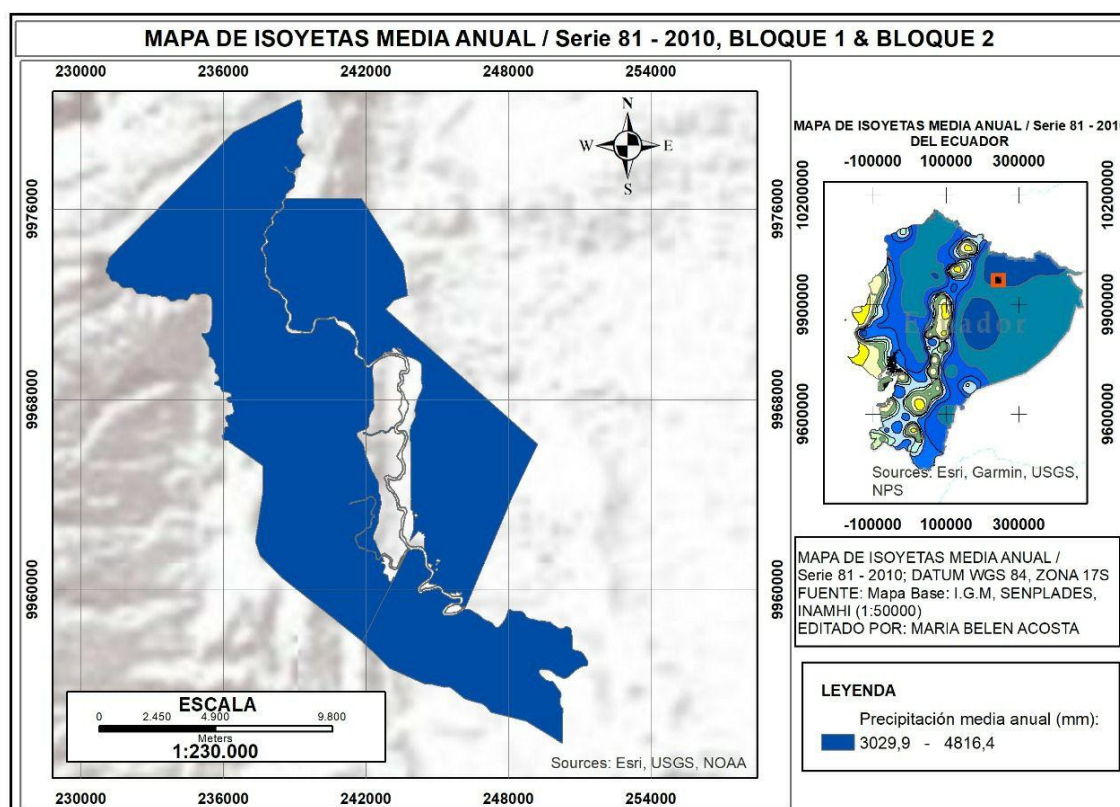 MAPA DE ISOYETAS MEDIA ANUAL / Serie 81 - 2010, BLOQUE 1 & BLOQUE 2
230000 236000 242000 248000 254000
N
W E
S
9976000 9976000
9968000 9968000
9960000 9960000
ESCALA
0 2.450 4.900 9.800
Meters
1:230.000
Sources: Esri, USGS, NOAA
230000 236000 242000 248000 254000
MAPA DE ISOYETAS MEDIA ANUAL / Serie 81 - 201
DEL ECUADOR
-100000 100000 300000
10200000 10200000
9900000 9900000
9600000 9600000
Ecuador
Sources: Esri, Garmin, USGS,
NPS
-100000 100000 300000
MAPA DE ISOYETAS MEDIA ANUAL /
Serie 81 - 2010; DATUM WGS 84, ZONA 17S
FUENTE: Mapa Base: I.G.M, SENPLADES,
INAMHI (1:50000)
EDITADO POR: MARIA BELEN ACOSTA
LEYENDA
Precipitación media anual (mm):
3029,9 - 4816,4